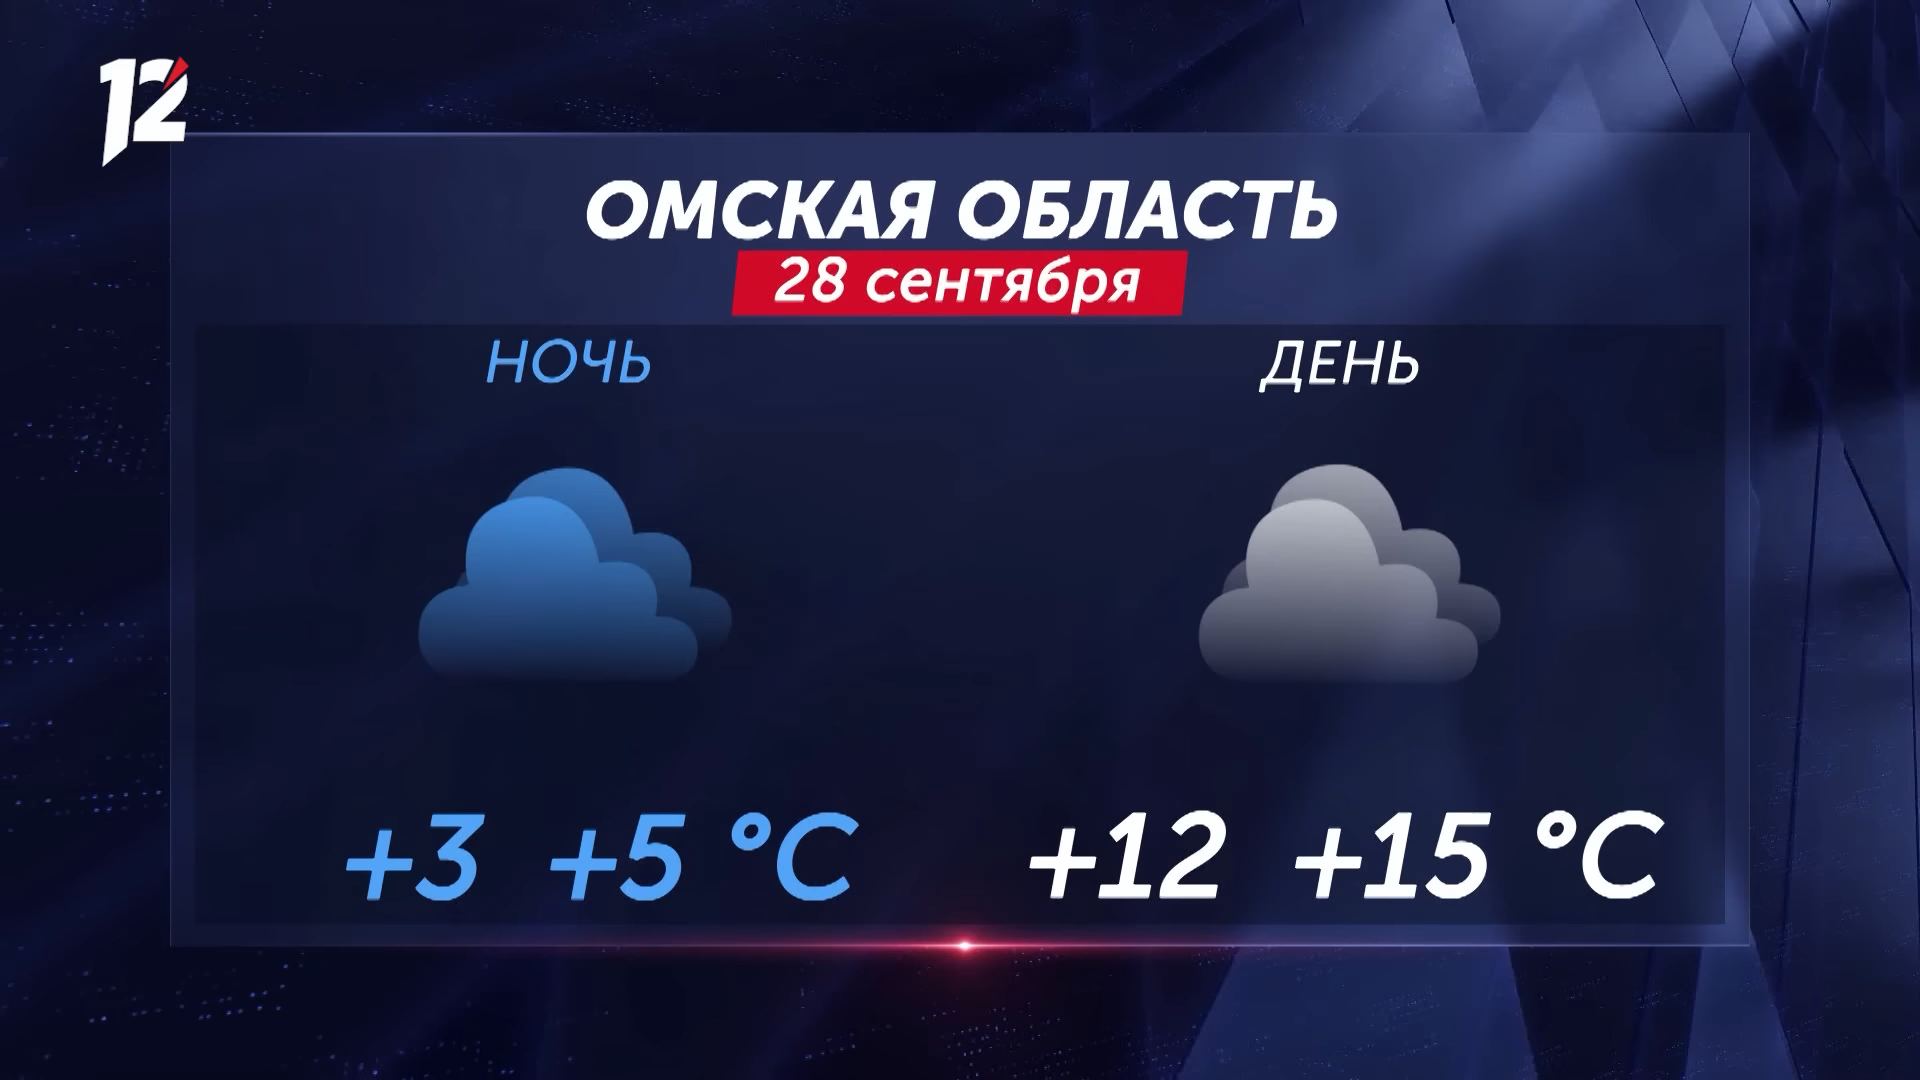 12
ОМСКАЯ ОБЛАСТЬ
28 сентября
НОЧЬ
ДЕНЬ
+3 +5 °C
+12 +15 °C